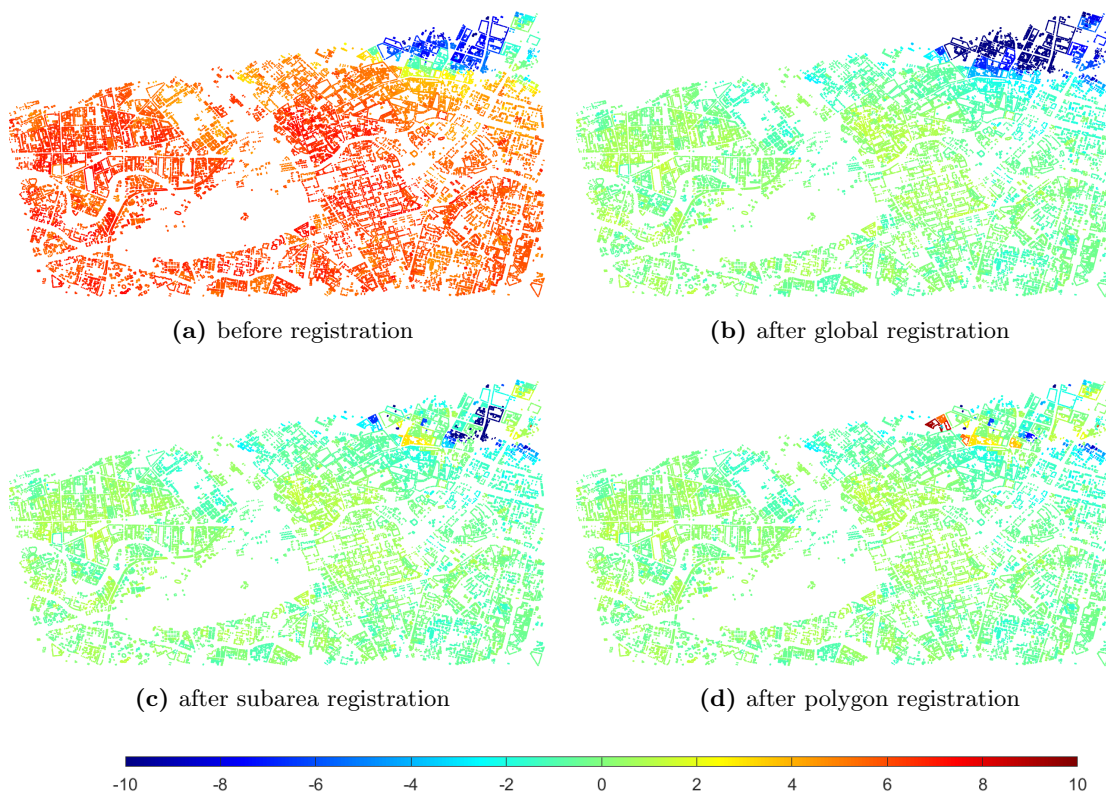 (a) before registration
(b) after global registration
(c) after subarea registration
(d) after polygon registration
-10 -8 -6 -4 -2 0 2 4 6 8 10